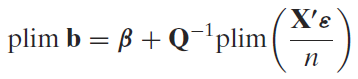 plim b = β + Q⁻¹plim(X′ε/n)